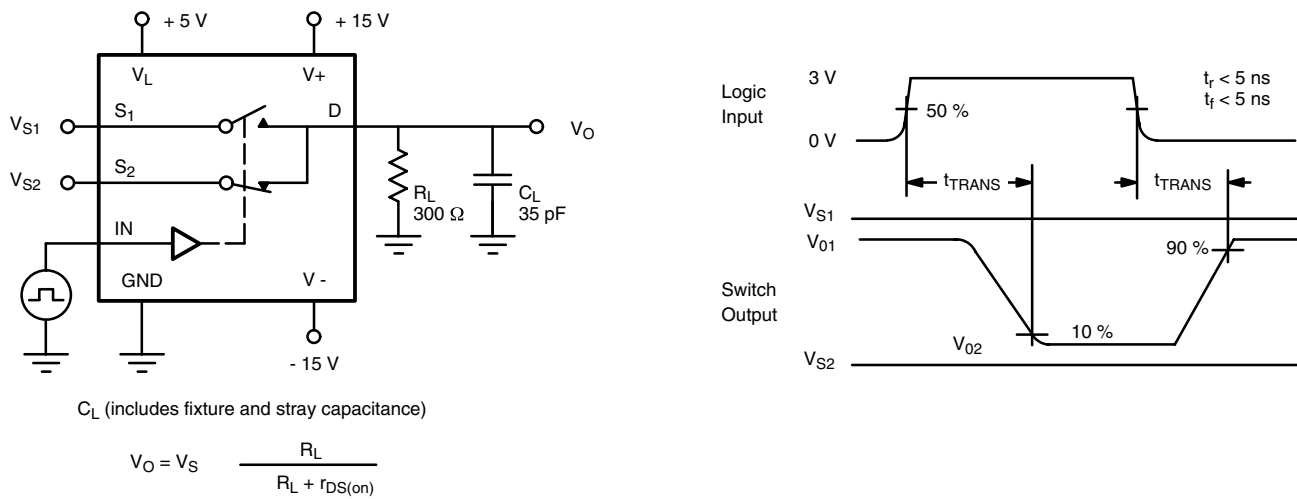 + 5 V
+ 15 V
V_L
V+
V_S1
S_1
D
V_O
V_S2
S_2
R_L
300 Ω
C_L
35 pF
IN
GND
V -
- 15 V
C_L (includes fixture and stray capacitance)
V_O = V_S
R_L
R_L + r_DS(on)
Logic
Input
3 V
0 V
50 %
t_r < 5 ns
t_f < 5 ns
t_TRANS
t_TRANS
V_S1
V_01
90 %
Switch
Output
V_02
10 %
V_S2